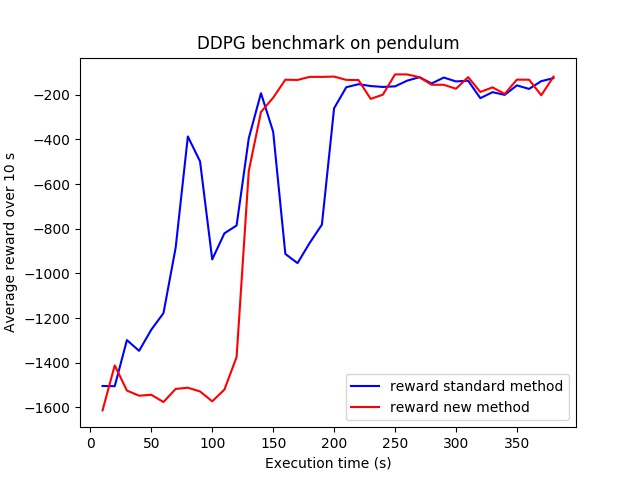 DDPG benchmark on pendulum
Average reward over 10 s
−200
−400
−600
−800
−1000
−1200
−1400
−1600
0 50 100 150 200 250 300 350
Execution time (s)
reward standard method
reward new method